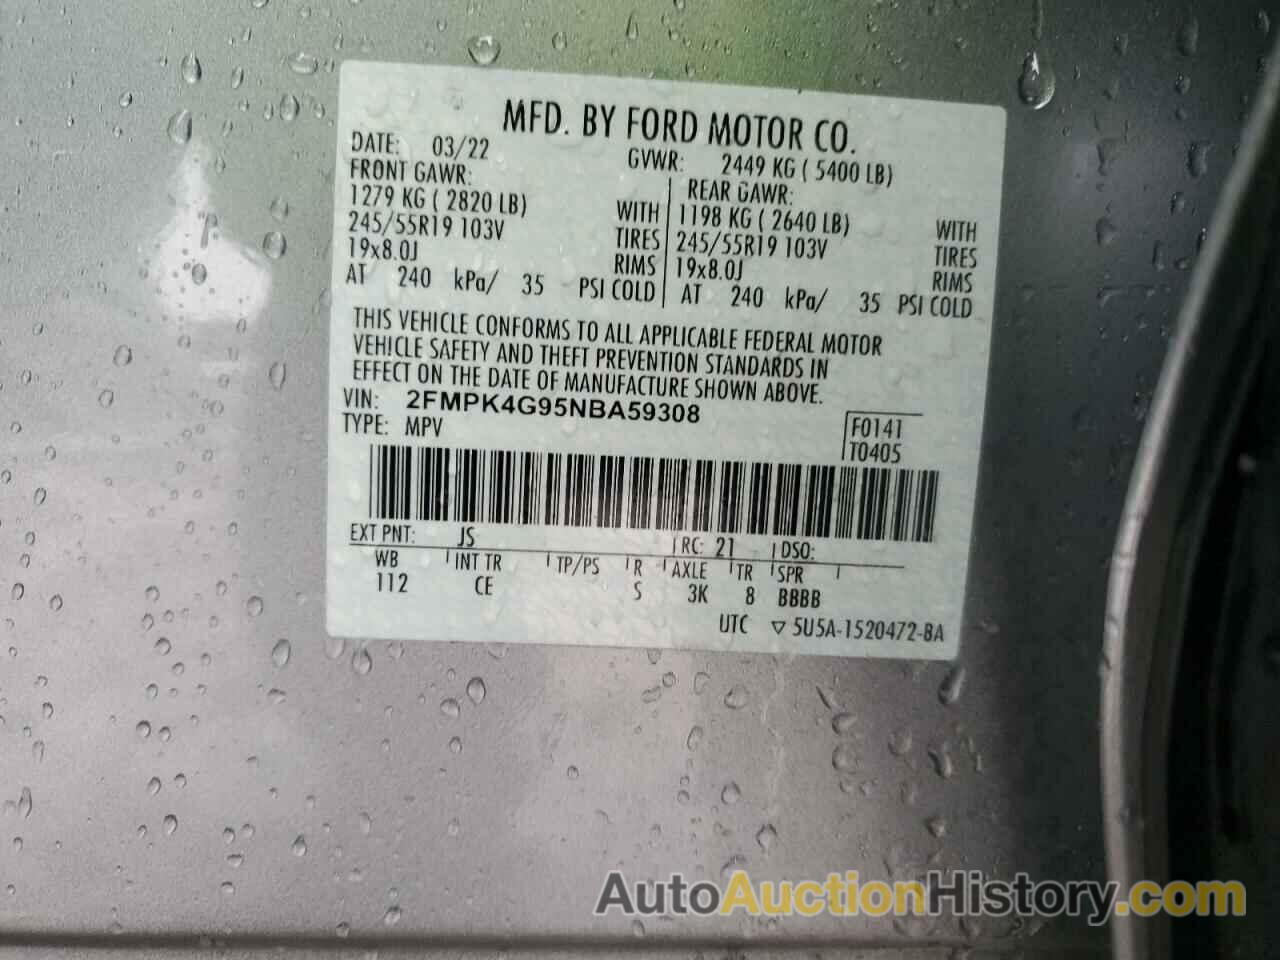 MFD. BY FORD MOTOR CO.
DATE: 03/22 GVWR: 2449 KG ( 5400 LB)
FRONT GAWR: REAR GAWR:
1279 KG ( 2820 LB) WITH 1198 KG ( 2640 LB) WITH
245/55R19 103V TIRES 245/55R19 103V TIRES
19x8.0J RIMS 19x8.0J RIMS
AT 240 kPa/ 35 PSI COLD AT 240 kPa/ 35 PSI COLD
THIS VEHICLE CONFORMS TO ALL APPLICABLE FEDERAL MOTOR
VEHICLE SAFETY AND THEFT PREVENTION STANDARDS IN
EFFECT ON THE DATE OF MANUFACTURE SHOWN ABOVE.
VIN: 2FMPK4G95NBA59308
TYPE: MPV
F0141
T0405
EXT PNT: JS RC: 21 DSO:
WB INT TR TP/PS R AXLE TR SPR
112 CE S 3K 8 BBBB
UTC ▽ 5U5A-1520472-BA
AutoAuctionHistory.com